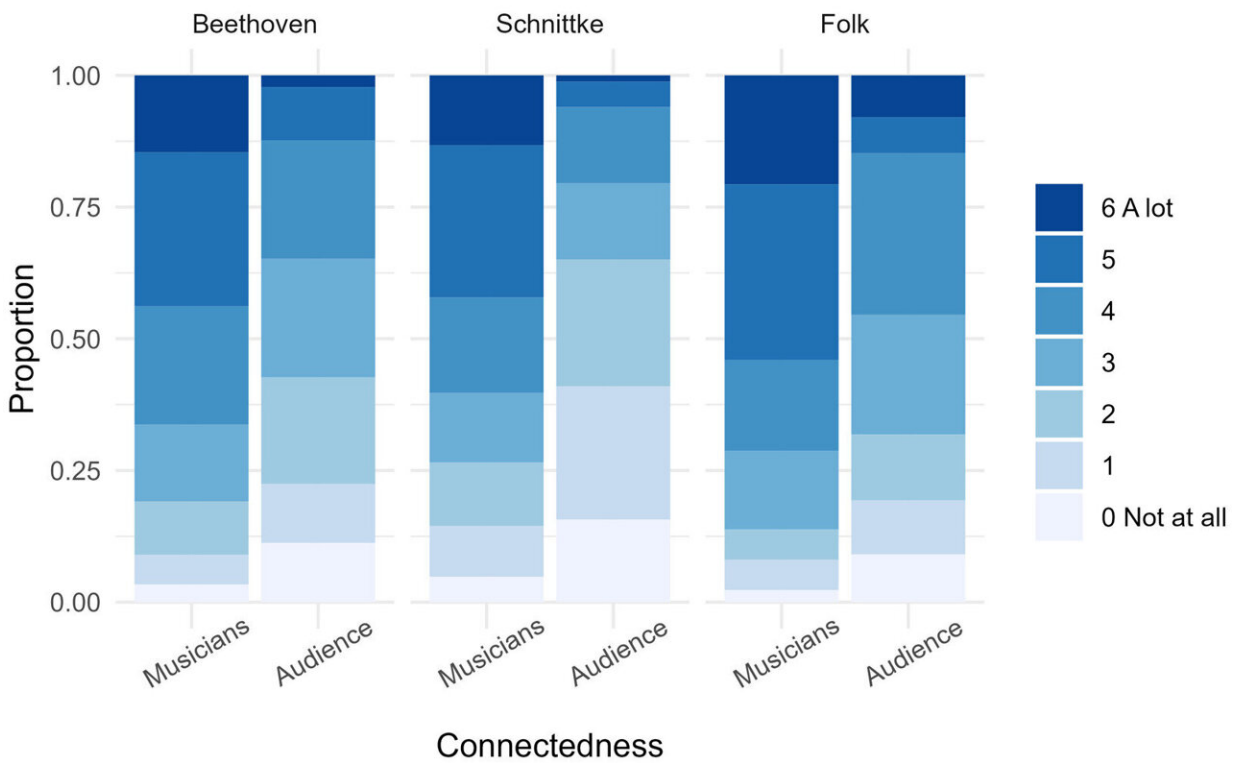 Beethoven
Schnittke
Folk
1.00
0.75
0.50
0.25
0.00
Proportion
Musicians
Audience
Musicians
Audience
Musicians
Audience
Connectedness
6 A lot
5
4
3
2
1
0 Not at all